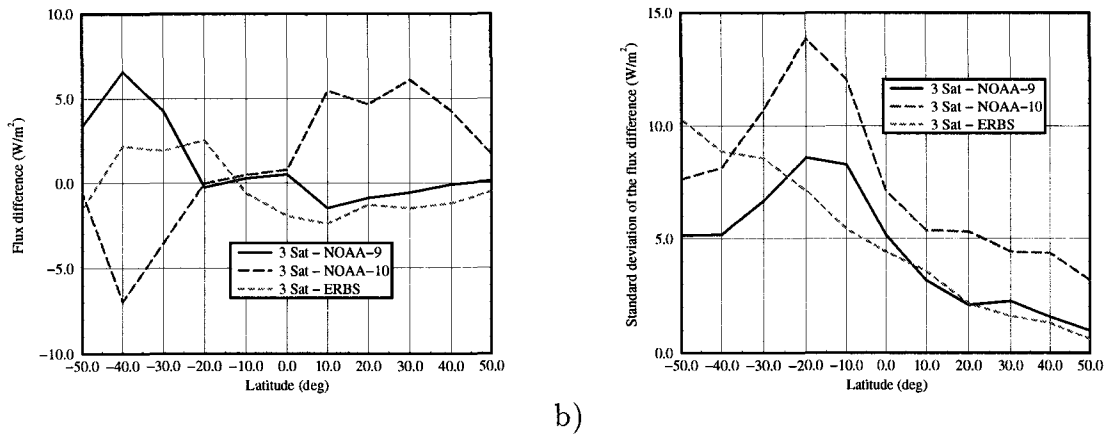 10.0
5.0
0.0
−5.0
−10.0
Flux difference (W/m²)
3 Sat − NOAA−9
3 Sat − NOAA−10
3 Sat − ERBS
−50.0 −40.0 −30.0 −20.0 −10.0 0.0 10.0 20.0 30.0 40.0 50.0
Latitude (deg)
15.0
10.0
5.0
0.0
Standard deviation of the flux difference (W/m²)
3 Sat − NOAA−9
3 Sat − NOAA−10
3 Sat − ERBS
−50.0 −40.0 −30.0 −20.0 −10.0 0.0 10.0 20.0 30.0 40.0 50.0
Latitude (deg)
b)